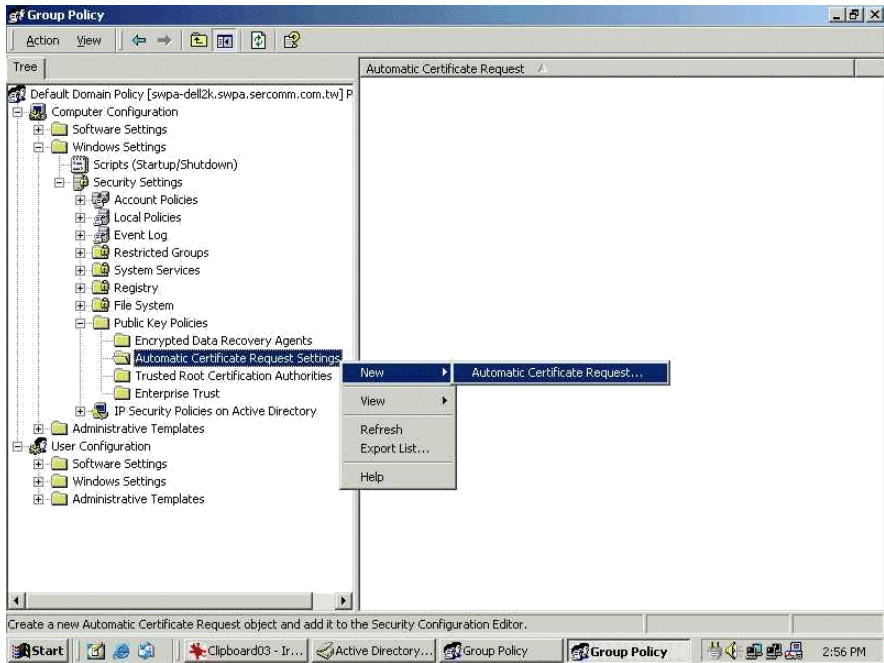 Group Policy
Action View
Tree
Automatic Certificate Request
Default Domain Policy [swpa-dell2k.swpa.sercomm.com.tw] P
Computer Configuration
Software Settings
Windows Settings
Scripts (Startup/Shutdown)
Security Settings
Account Policies
Local Policies
Event Log
Restricted Groups
System Services
Registry
File System
Public Key Policies
Encrypted Data Recovery Agents
Automatic Certificate Request Settings
Trusted Root Certification Authorities
Enterprise Trust
IP Security Policies on Active Directory
Administrative Templates
User Configuration
Software Settings
Windows Settings
Administrative Templates
New
View
Refresh
Export List...
Help
Automatic Certificate Request...
Create a new Automatic Certificate Request object and add it to the Security Configuration Editor.
Start Clipboard03 - Ir... Active Directory... Group Policy Group Policy 2:56 PM